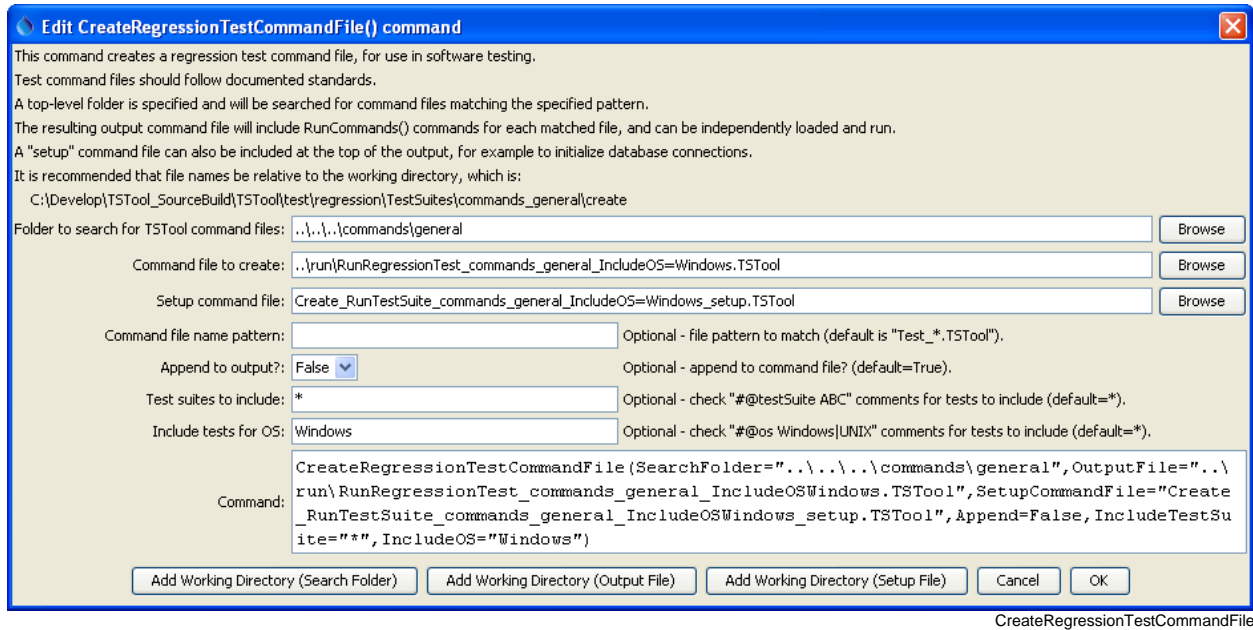 Edit CreateRegressionTestCommandFile() command
This command creates a regression test command file, for use in software testing.
Test command files should follow documented standards.
A top-level folder is specified and will be searched for command files matching the specified pattern.
The resulting output command file will include RunCommands() commands for each matched file, and can be independently loaded and run.
A "setup" command file can also be included at the top of the output, for example to initialize database connections.
It is recommended that file names be relative to the working directory, which is:
C:\Develop\TSTool_SourceBuild\TSTool\test\regression\TestSuites\commands_general\create
Folder to search for TSTool command files: ..\..\..\commands\general Browse
Command file to create: ..\run\RunRegressionTest_commands_general_IncludeOS=Windows.TSTool Browse
Setup command file: Create_RunTestSuite_commands_general_IncludeOS=Windows_setup.TSTool Browse
Command file name pattern: Optional - file pattern to match (default is "Test_*.TSTool").
Append to output?: False Optional - append to command file? (default=True).
Test suites to include: * Optional - check "#@testSuite ABC" comments for tests to include (default=*).
Include tests for OS: Windows Optional - check "#@os Windows|UNIX" comments for tests to include (default=*).
CreateRegressionTestCommandFile(SearchFolder="..\..\..\commands\general",OutputFile="..\
run\RunRegressionTest_commands_general_IncludeOSWindows.TSTool",SetupCommandFile="Create
Command: _RunTestSuite_commands_general_IncludeOSWindows_setup.TSTool",Append=False,IncludeTestSu
ite="*",IncludeOS="Windows")
Add Working Directory (Search Folder) Add Working Directory (Output File) Add Working Directory (Setup File) Cancel OK
CreateRegressionTestCommandFile